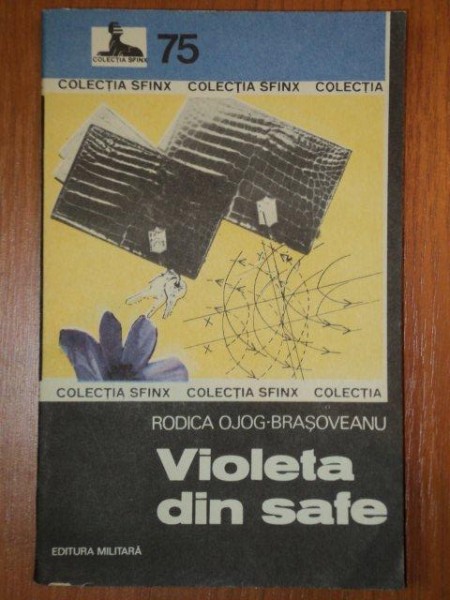 COLECȚIA SFINX
75
COLECȚIA SFINX COLECȚIA SFINX COLECȚIA
COLECȚIA SFINX COLECȚIA SFINX COLECȚIA
RODICA OJOG-BRAȘOVEANU
Violeta
din safe
EDITURA MILITARĂ